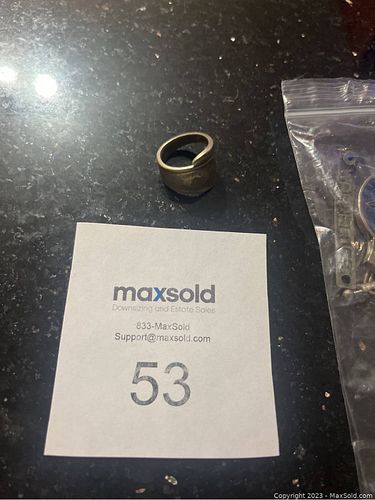 maxsold
Downsizing and Estate Sales
833-MaxSold
Support@maxsold.com
53
Copyright 2023 - MaxSold.com